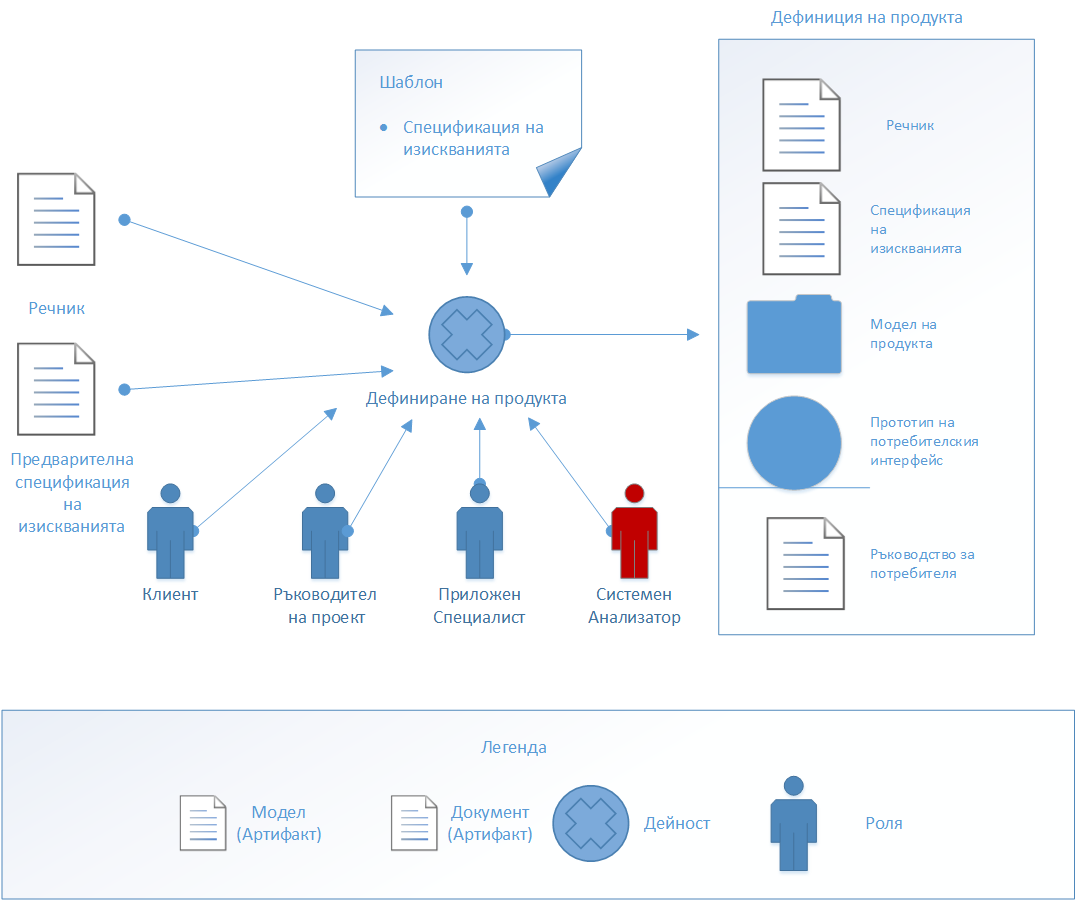 Дефиниция на продукта
Шаблон
• Спецификация на
изискванията
Речник
Предварителна
спецификация
на
изискванията
Дефиниране на продукта
Клиент
Ръководител
на проект
Приложен
Специалист
Системен
Анализатор
Речник
Спецификация
на
изискванията
Модел на
продукта
Прототип на
потребителския
интерфейс
Ръководство за
потребителя
Легенда
Модел
(Артифакт)
Документ
(Артифакт)
Дейност
Роля